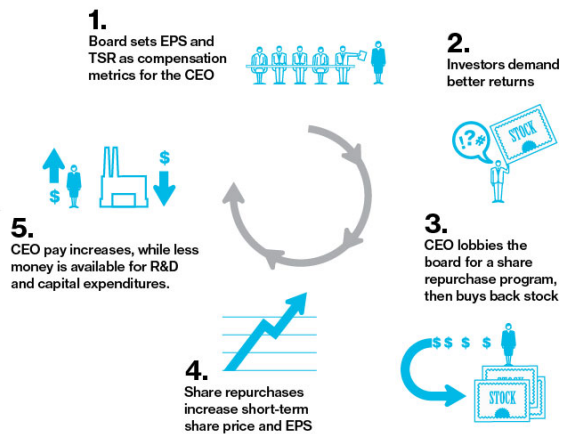 1.
Board sets EPS and
TSR as compensation
metrics for the CEO
2.
Investors demand
better returns
!?#
STOCK
3.
CEO lobbies the
board for a share
repurchase program,
then buys back stock
$$ $ $
STOCK
4.
Share repurchases
increase short-term
share price and EPS
$
$
5.
CEO pay increases, while less
money is available for R&D
and capital expenditures.